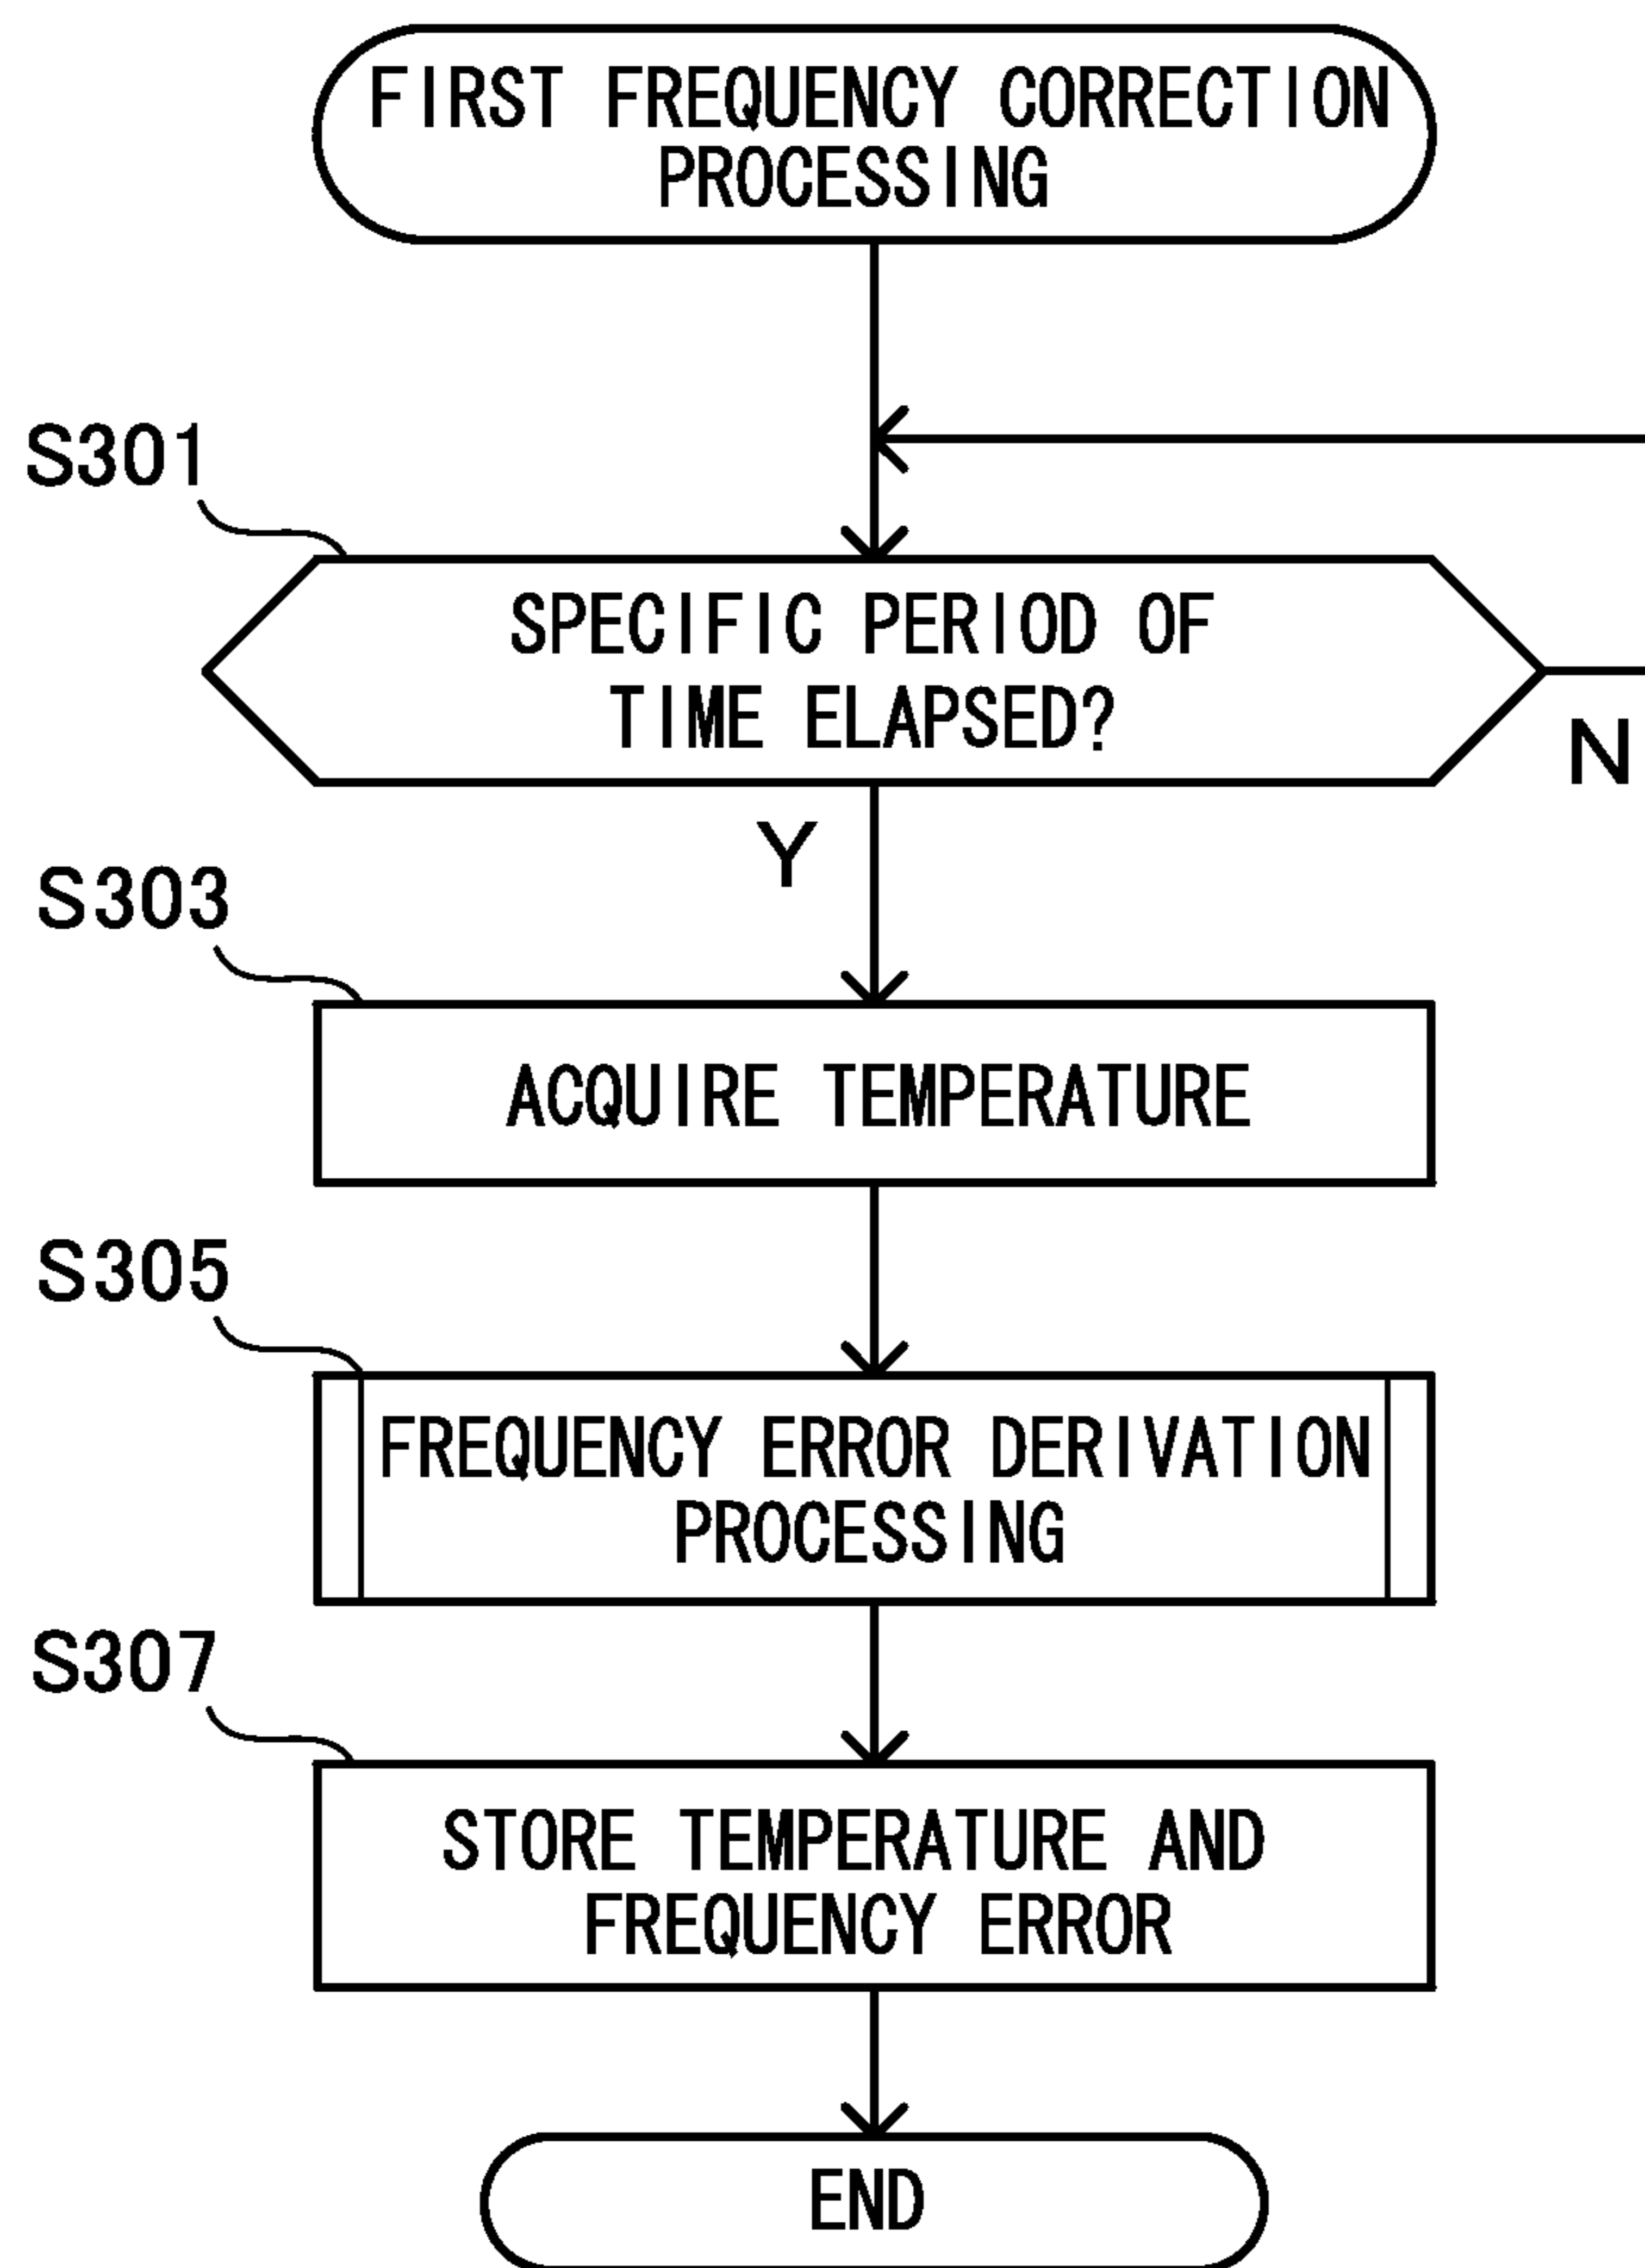 FIRST FREQUENCY CORRECTION
PROCESSING
S301
SPECIFIC PERIOD OF
TIME ELAPSED?
N
Y
S303
ACQUIRE TEMPERATURE
S305
FREQUENCY ERROR DERIVATION
PROCESSING
S307
STORE TEMPERATURE AND
FREQUENCY ERROR
END